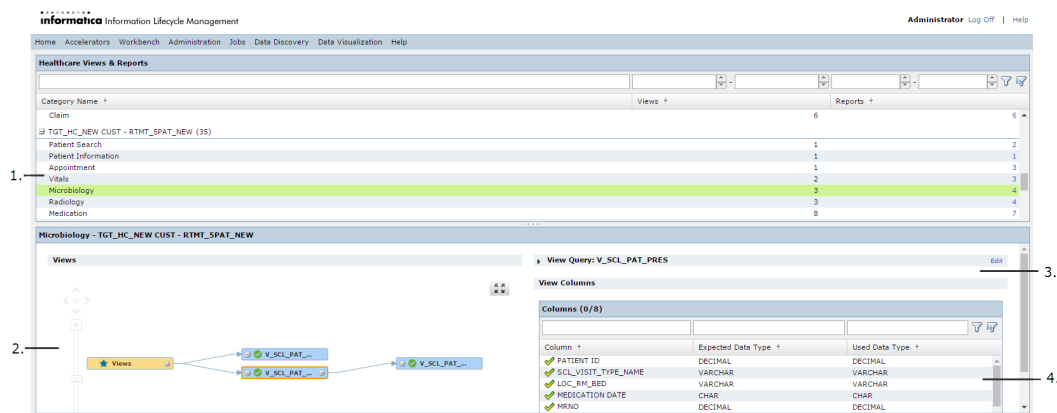 informatica Information Lifecycle Management
Administrator Log Off | Help
Home Accelerators Workbench Administration Jobs Data Discovery Data Visualization Help
Healthcare Views & Reports
- -
Category Name + Views + Reports +
Claim 6 6
TGT_HC_NEW CUST - RTMT_5PAT_NEW (35)
Patient Search 1 2
Patient Information 1 1
Appointment 1 3
1. Vitals 2 3
Microbiology 3 4
Radiology 3 4
Medication 8 7
Microbiology - TGT_HC_NEW CUST - RTMT_5PAT_NEW
Views
View Query: V_SCL_PAT_PRES Edit
3.
View Columns
Columns (0/8)
Column + Expected Data Type + Used Data Type +
2.
Views
V_SCL_PAT_...
V_SCL_PAT_...
V_SCL_PAT_...
PATIENT ID DECIMAL DECIMAL
SCL_VISIT_TYPE_NAME VARCHAR VARCHAR
LOC_RM_BED VARCHAR VARCHAR
4.
MEDICATION DATE CHAR CHAR
MRNO DECIMAL DECIMAL